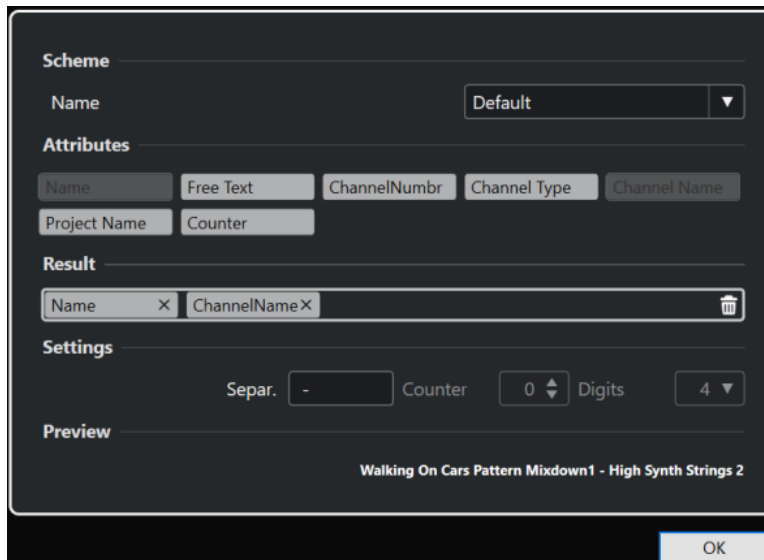 Scheme
Name Default
Attributes
Name Free Text ChannelNumbr Channel Type Channel Name
Project Name Counter
Result
Name ChannelName
Settings
Separ. - Counter 0 Digits 4
Preview
Walking On Cars Pattern Mixdown1 - High Synth Strings 2
OK